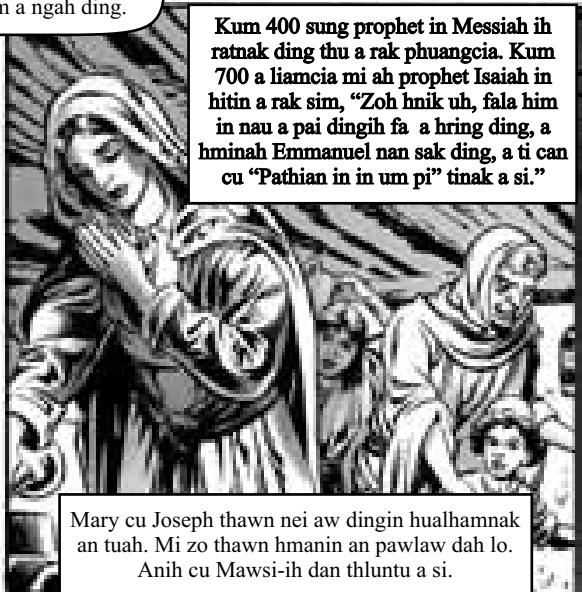 a ngah ding.
Kum 400 sung prophet in Messiah ih
ratnak ding thu a rak phuangcia. Kum
700 a liamcia mi ah prophet Isaiah in
hitin a rak sim, “Zoh hnik uh, fala him
in nau a pai dingih fa a hring ding, a
hminah Emmanuel nan sak ding, a ti can
cu “Pathian in in um pi” tinak a si.”
Mary cu Joseph thawn nei aw dingin hualhamnak
an tuah. Mi zo thawn hmanin an pawlaw dah lo.
Anih cu Mawsi-ih dan thluntu a si.